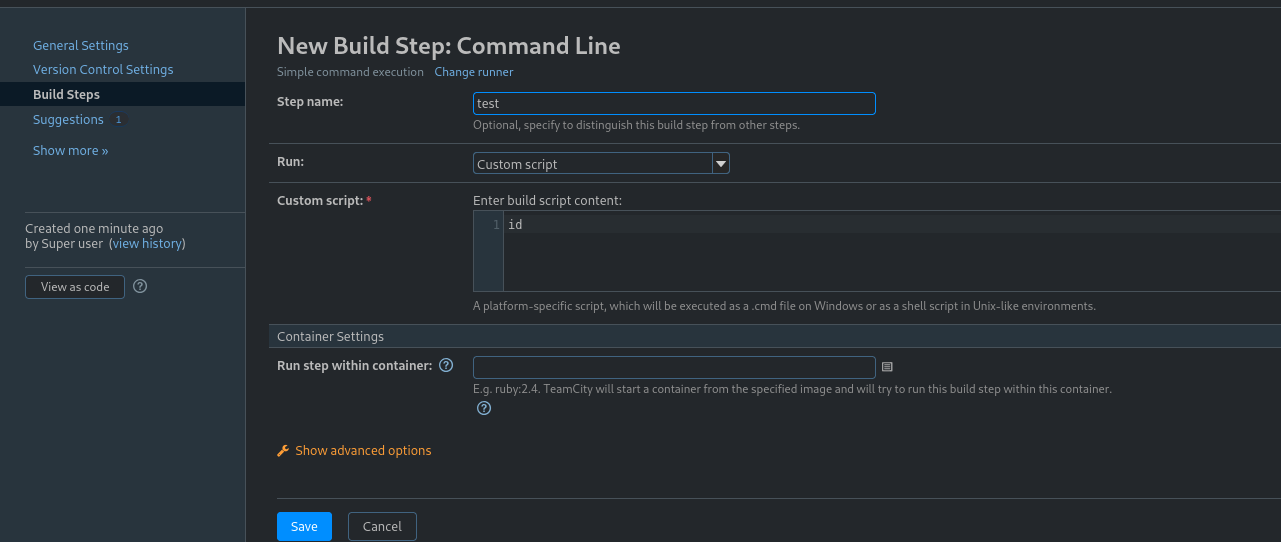 General Settings
Version Control Settings
Build Steps
Suggestions 1
Show more »
Created one minute ago
by Super user (view history)
View as code ?
New Build Step: Command Line
Simple command execution Change runner
Step name: test
Optional, specify to distinguish this build step from other steps.
Run: Custom script
Custom script: * Enter build script content:
1 id
A platform-specific script, which will be executed as a .cmd file on Windows or as a shell script in Unix-like environments.
Container Settings
Run step within container: ?
E.g. ruby:2.4. TeamCity will start a container from the specified image and will try to run this build step within this container.
?
Show advanced options
Save Cancel